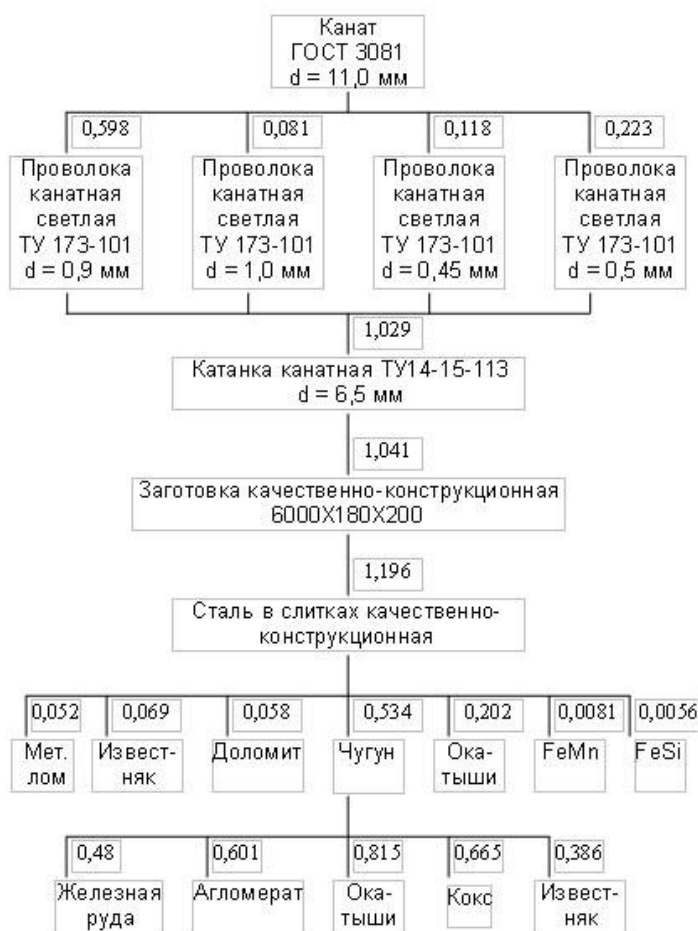 Канат
ГОСТ 3081
d = 11,0 мм
0,598
0,081
0,118
0,223
Проволока
канатная
светлая
ТУ 173-101
d = 0,9 мм
Проволока
канатная
светлая
ТУ 173-101
d = 1,0 мм
Проволока
канатная
светлая
ТУ 173-101
d = 0,45 мм
Проволока
канатная
светлая
ТУ 173-101
d = 0,5 мм
1,029
Катанка канатная ТУ14-15-113
d = 6,5 мм
1,041
Заготовка качественно-конструкционная
6000X180X200
1,196
Сталь в слитках качественно-
конструкционная
0,052
0,069
0,058
0,534
0,202
0,0081
0,0056
Мет.
лом
Извест-
няк
Доломит
Чугун
Ока-
тыши
FeMn
FeSi
0,48
0,601
0,815
0,665
0,386
Железная
руда
Агломерат
Ока-
тыши
Кокс
Извест-
няк